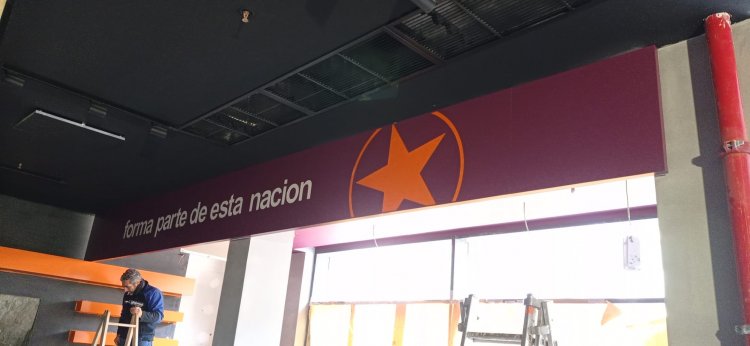 forma parte de esta nacion